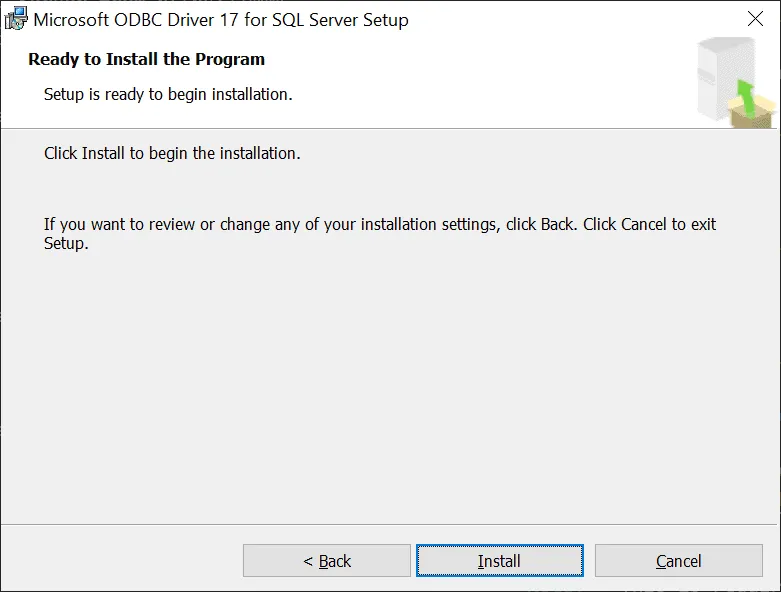 Microsoft ODBC Driver 17 for SQL Server Setup
Ready to Install the Program
Setup is ready to begin installation.
Click Install to begin the installation.
If you want to review or change any of your installation settings, click Back. Click Cancel to exit
Setup.
< Back
Install
Cancel